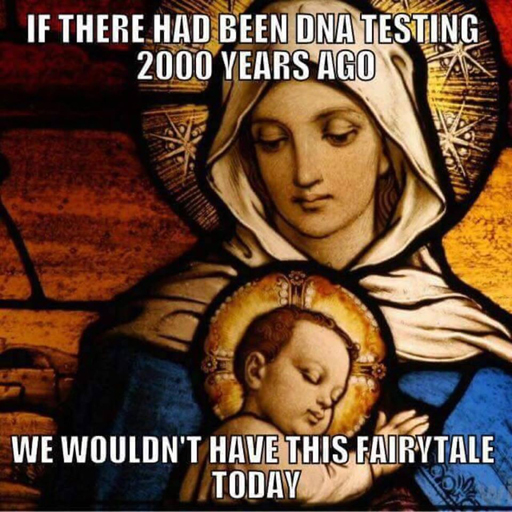 IF THERE HAD BEEN DNA TESTING
2000 YEARS AGO
WE WOULDN'T HAVE THIS FAIRYTALE
TODAY